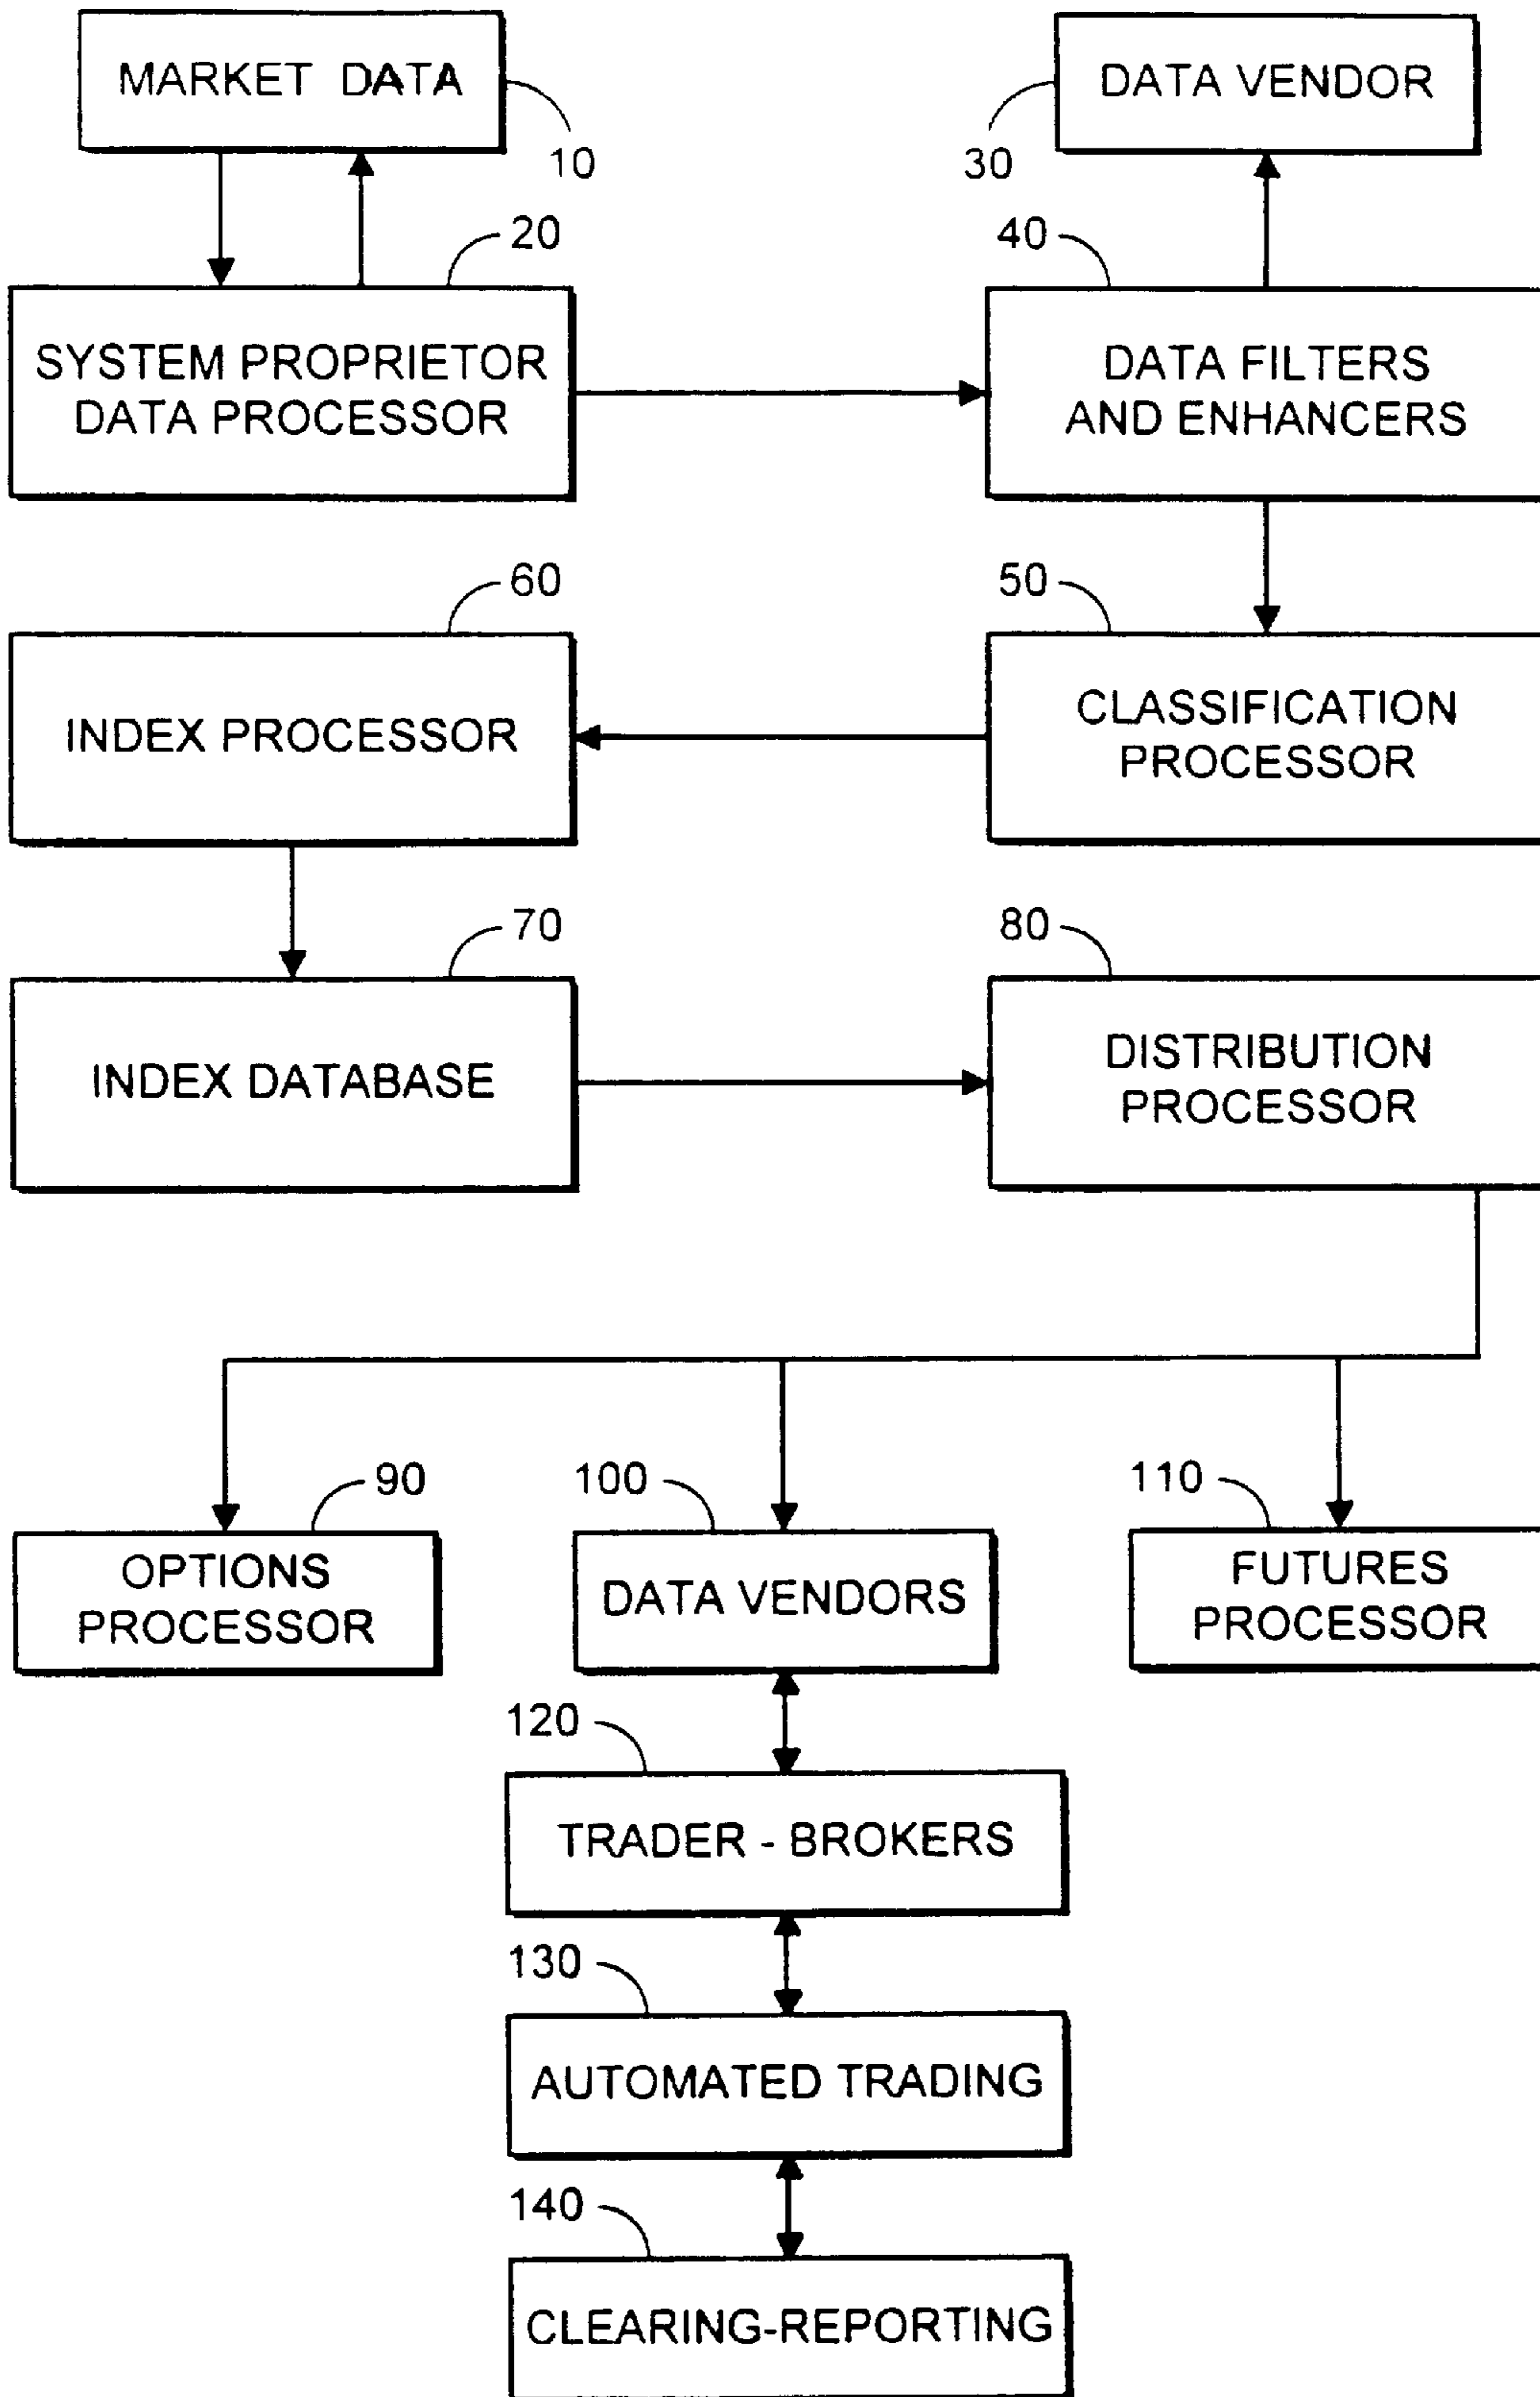 MARKET DATA
DATA VENDOR
10
30
20
40
SYSTEM PROPRIETOR
DATA PROCESSOR
DATA FILTERS
AND ENHANCERS
60
50
INDEX PROCESSOR
CLASSIFICATION
PROCESSOR
70
80
INDEX DATABASE
DISTRIBUTION
PROCESSOR
90
100
110
OPTIONS
PROCESSOR
DATA VENDORS
FUTURES
PROCESSOR
120
TRADER - BROKERS
130
AUTOMATED TRADING
140
CLEARING-REPORTING